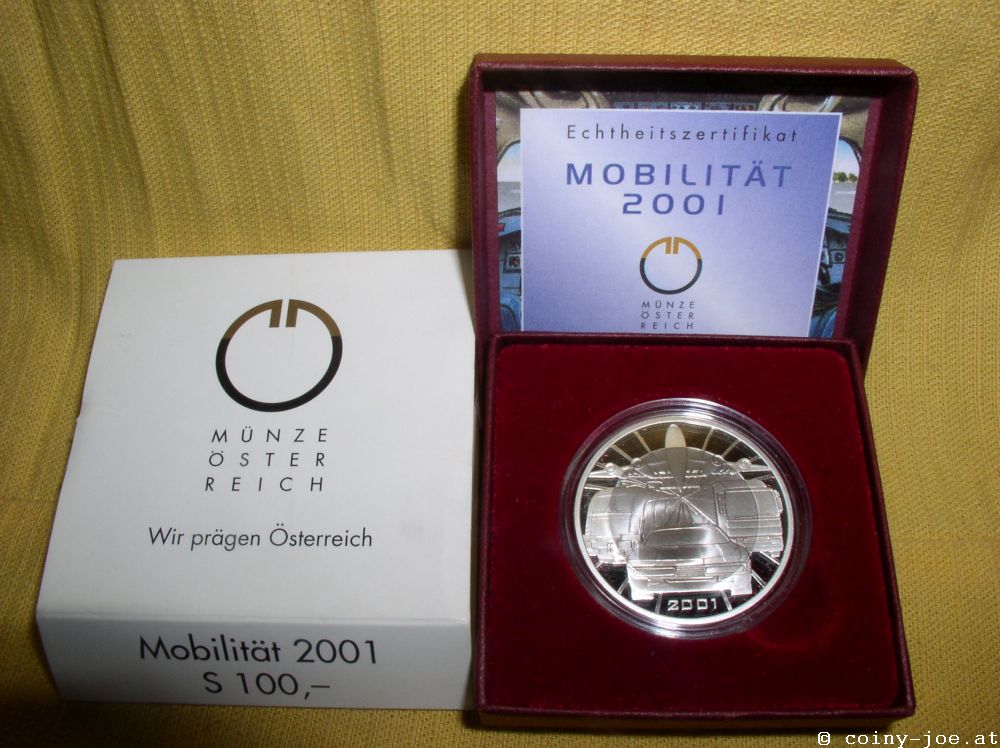 MÜNZE
ÖSTER
REICH
Wir prägen Österreich
Mobilität 2001
S 100,–
Echtheitszertifikat
MOBILITÄT
2001
MÜNZE
ÖSTER
REICH
2001
© coiny-joe.at